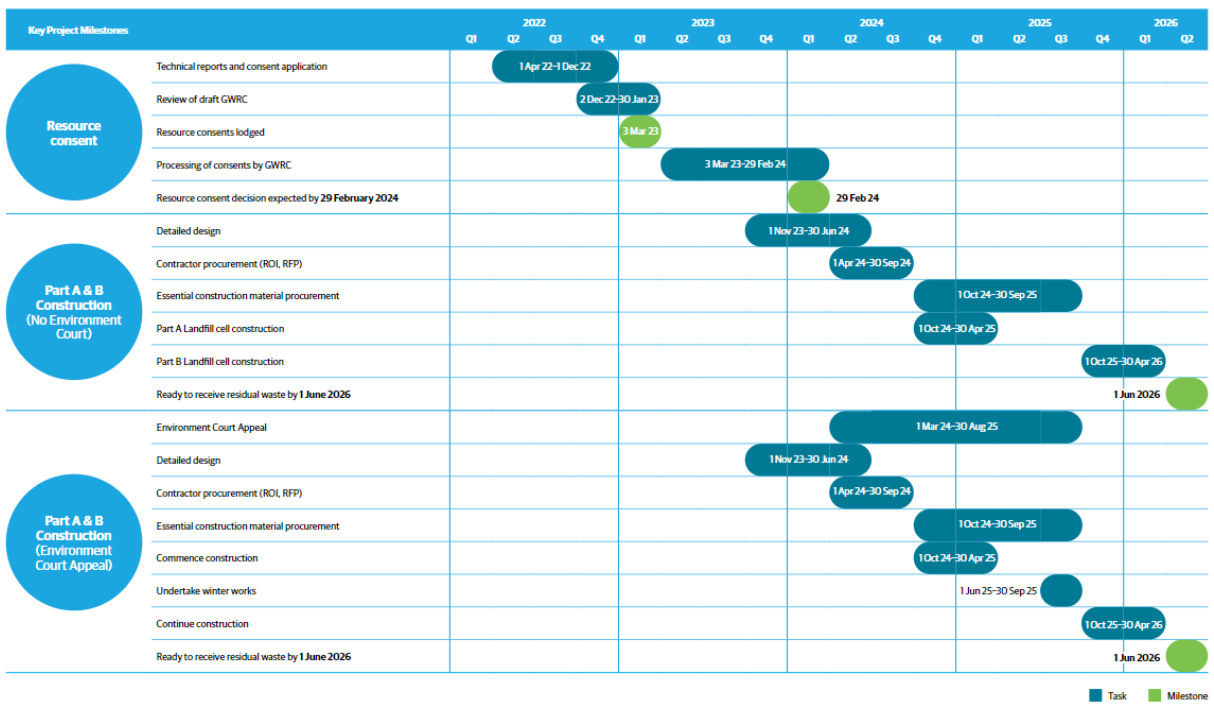 Key Project Milestones
2022 2023 2024 2025 2026
Q1 Q2 Q3 Q4 Q1 Q2 Q3 Q4 Q1 Q2 Q3 Q4 Q1 Q2 Q3 Q4 Q1 Q2
Resource
consent
Technical reports and consent application 1 Apr 22–1 Dec 22
Review of draft GWRC 2 Dec 22–30 Jan 23
Resource consents lodged 3 Mar 23
Processing of consents by GWRC 3 Mar 23–29 Feb 24
Resource consent decision expected by 29 February 2024 29 Feb 24
Part A & B
Construction
(No Environment
Court)
Detailed design 1 Nov 23–30 Jun 24
Contractor procurement (ROI, RFP) 1 Apr 24–30 Sep 24
Essential construction material procurement 1 Oct 24–30 Sep 25
Part A Landfill cell construction 1 Oct 24–30 Apr 25
Part B Landfill cell construction 1 Oct 25–30 Apr 26
Ready to receive residual waste by 1 June 2026 1 Jun 2026
Part A & B
Construction
(Environment
Court Appeal)
Environment Court Appeal 1 Mar 24–30 Aug 25
Detailed design 1 Nov 23–30 Jun 24
Contractor procurement (ROI, RFP) 1 Apr 24–30 Sep 24
Essential construction material procurement 1 Oct 24–30 Sep 25
Commence construction 1 Oct 24–30 Apr 25
Undertake winter works 1 Jun 25–30 Sep 25
Continue construction 1 Oct 25–30 Apr 26
Ready to receive residual waste by 1 June 2026 1 Jun 2026
Task Milestone